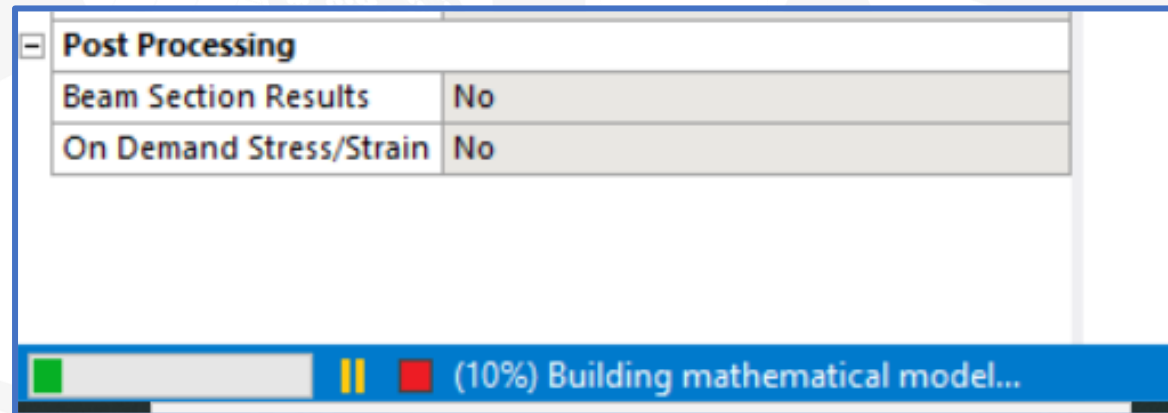 Post Processing
Beam Section Results No
On Demand Stress/Strain No
(10%) Building mathematical model...